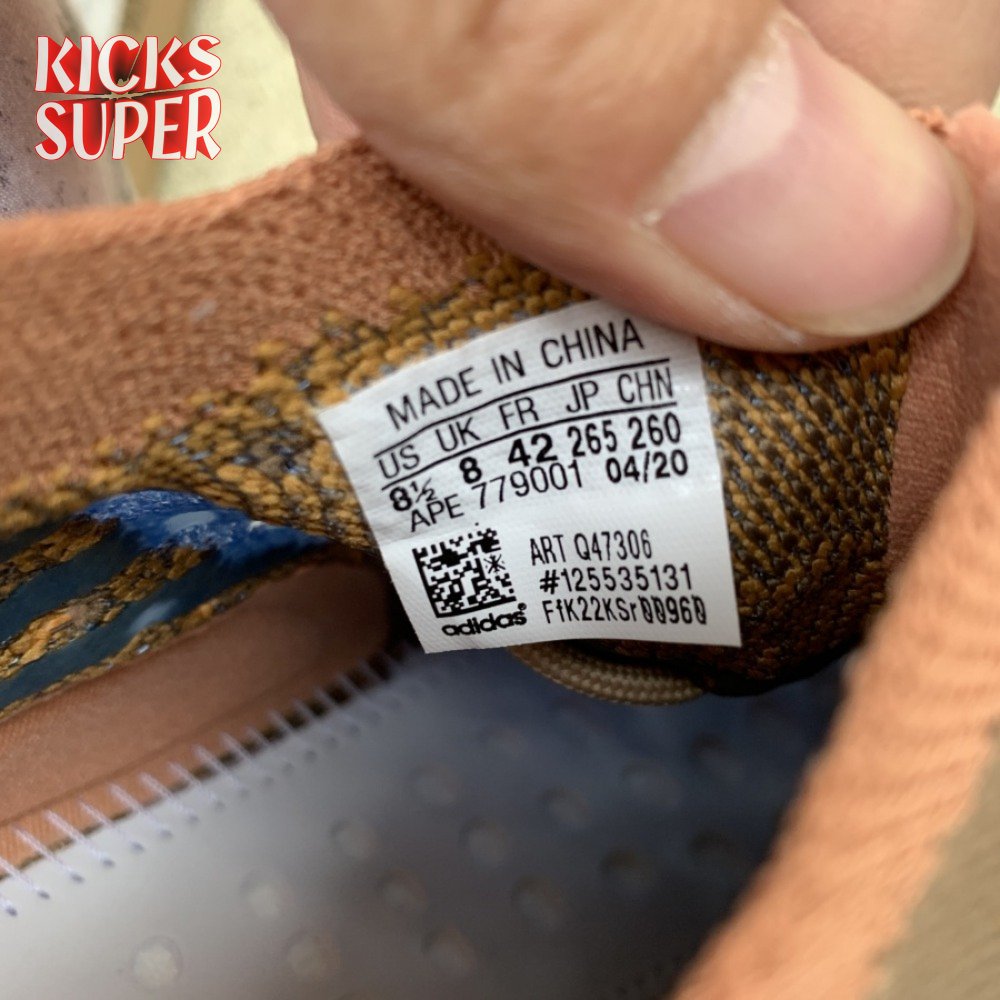 KICKS
SUPER
MADE IN CHINA
US UK FR JP CHN
8½ 8 42 265 260
APE 779001 04/20
ART Q47306
#125535131
FfK22KSr00960
adidas®